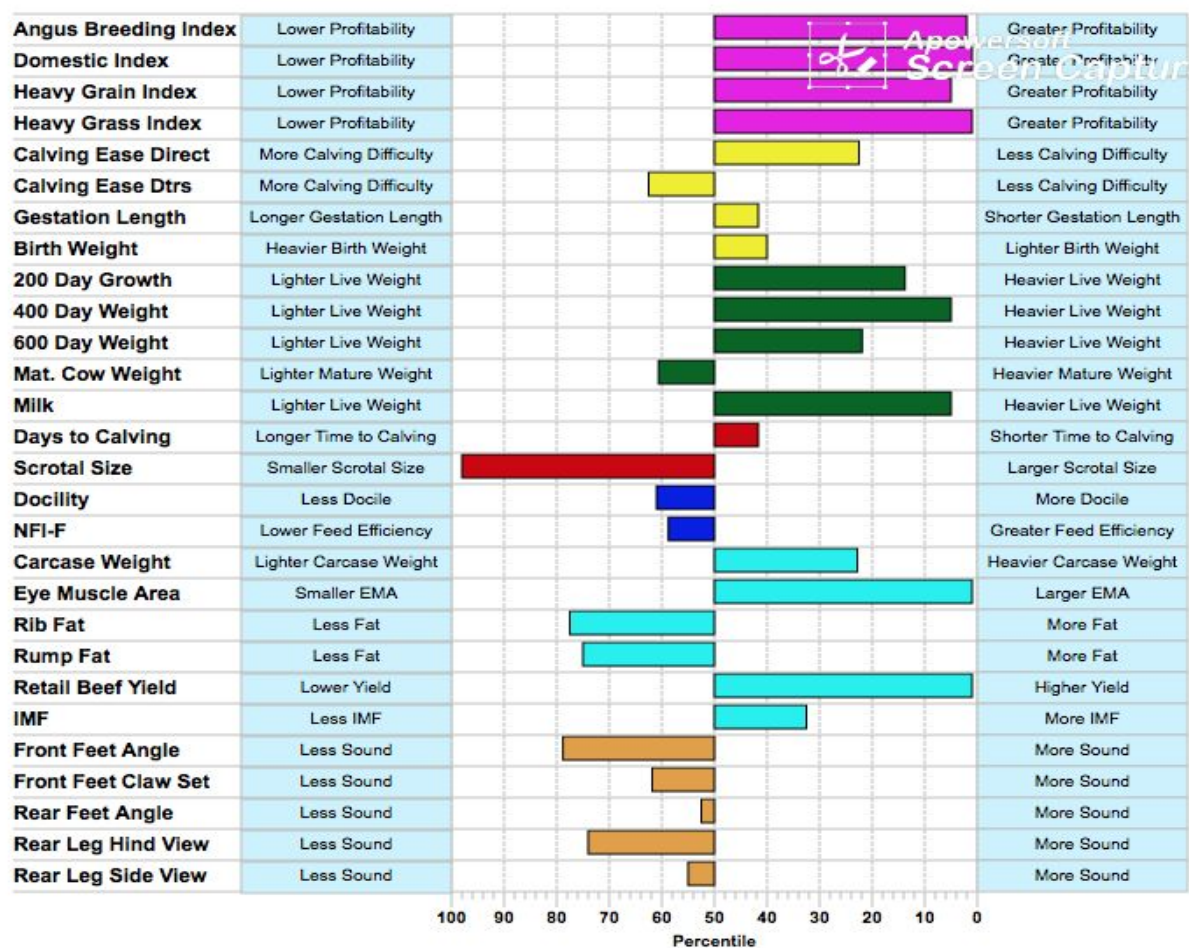 Angus Breeding Index Lower Profitability Greater Profitability
Apowersoft
Domestic Index Lower Profitability Greater Profitability
Screen Captur
Heavy Grain Index Lower Profitability Greater Profitability
Heavy Grass Index Lower Profitability Greater Profitability
Calving Ease Direct More Calving Difficulty Less Calving Difficulty
Calving Ease Dtrs More Calving Difficulty Less Calving Difficulty
Gestation Length Longer Gestation Length Shorter Gestation Length
Birth Weight Heavier Birth Weight Lighter Birth Weight
200 Day Growth Lighter Live Weight Heavier Live Weight
400 Day Weight Lighter Live Weight Heavier Live Weight
600 Day Weight Lighter Live Weight Heavier Live Weight
Mat. Cow Weight Lighter Mature Weight Heavier Mature Weight
Milk Lighter Live Weight Heavier Live Weight
Days to Calving Longer Time to Calving Shorter Time to Calving
Scrotal Size Smaller Scrotal Size Larger Scrotal Size
Docility Less Docile More Docile
NFI-F Lower Feed Efficiency Greater Feed Efficiency
Carcase Weight Lighter Carcase Weight Heavier Carcase Weight
Eye Muscle Area Smaller EMA Larger EMA
Rib Fat Less Fat More Fat
Rump Fat Less Fat More Fat
Retail Beef Yield Lower Yield Higher Yield
IMF Less IMF More IMF
Front Feet Angle Less Sound More Sound
Front Feet Claw Set Less Sound More Sound
Rear Feet Angle Less Sound More Sound
Rear Leg Hind View Less Sound More Sound
Rear Leg Side View Less Sound More Sound
100 90 80 70 60 50 40 30 20 10 0
Percentile